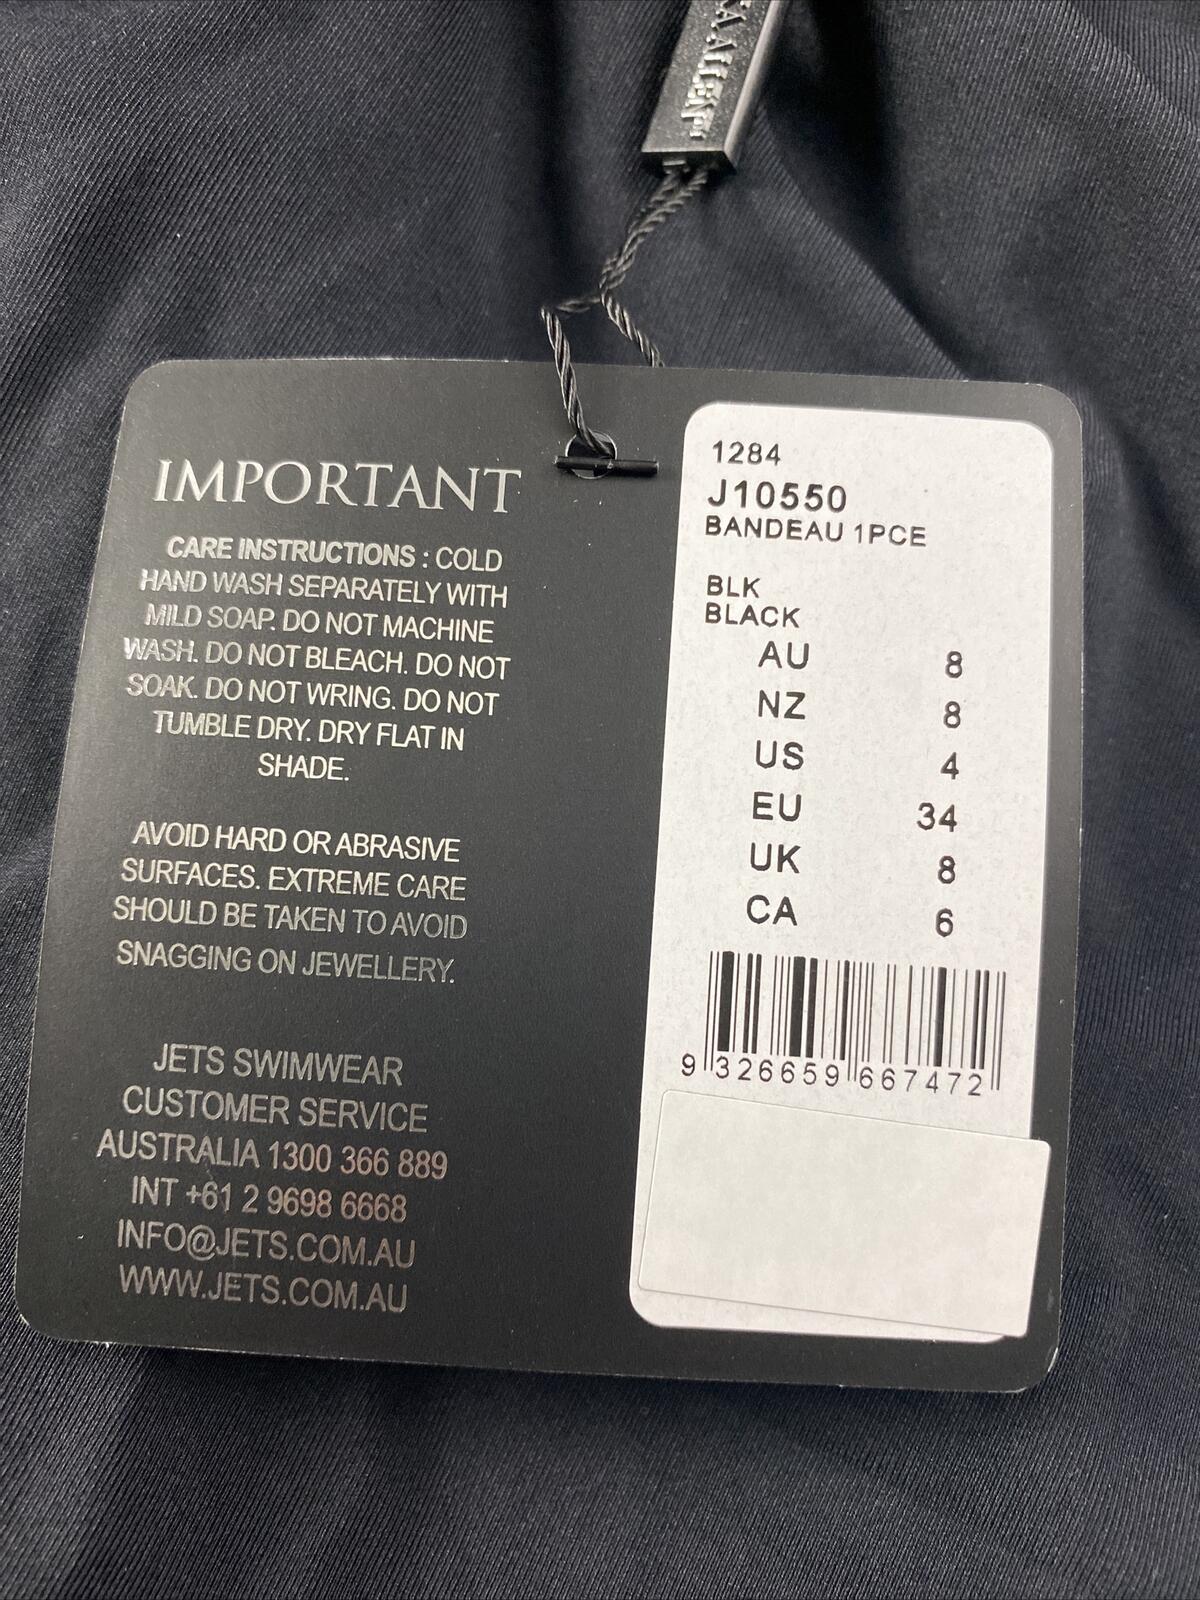 IMPORTANT
CARE INSTRUCTIONS : COLD
HAND WASH SEPARATELY WITH
MILD SOAP. DO NOT MACHINE
WASH. DO NOT BLEACH. DO NOT
SOAK. DO NOT WRING. DO NOT
TUMBLE DRY. DRY FLAT IN
SHADE.
AVOID HARD OR ABRASIVE
SURFACES. EXTREME CARE
SHOULD BE TAKEN TO AVOID
SNAGGING ON JEWELLERY.
JETS SWIMWEAR
CUSTOMER SERVICE
AUSTRALIA 1300 366 889
INT +61 2 9698 6668
INFO@JETS.COM.AU
WWW.JETS.COM.AU
1284
J10550
BANDEAU 1PCE
BLK
BLACK
AU 8
NZ 8
US 4
EU 34
UK 8
CA 6
9 326659 667472